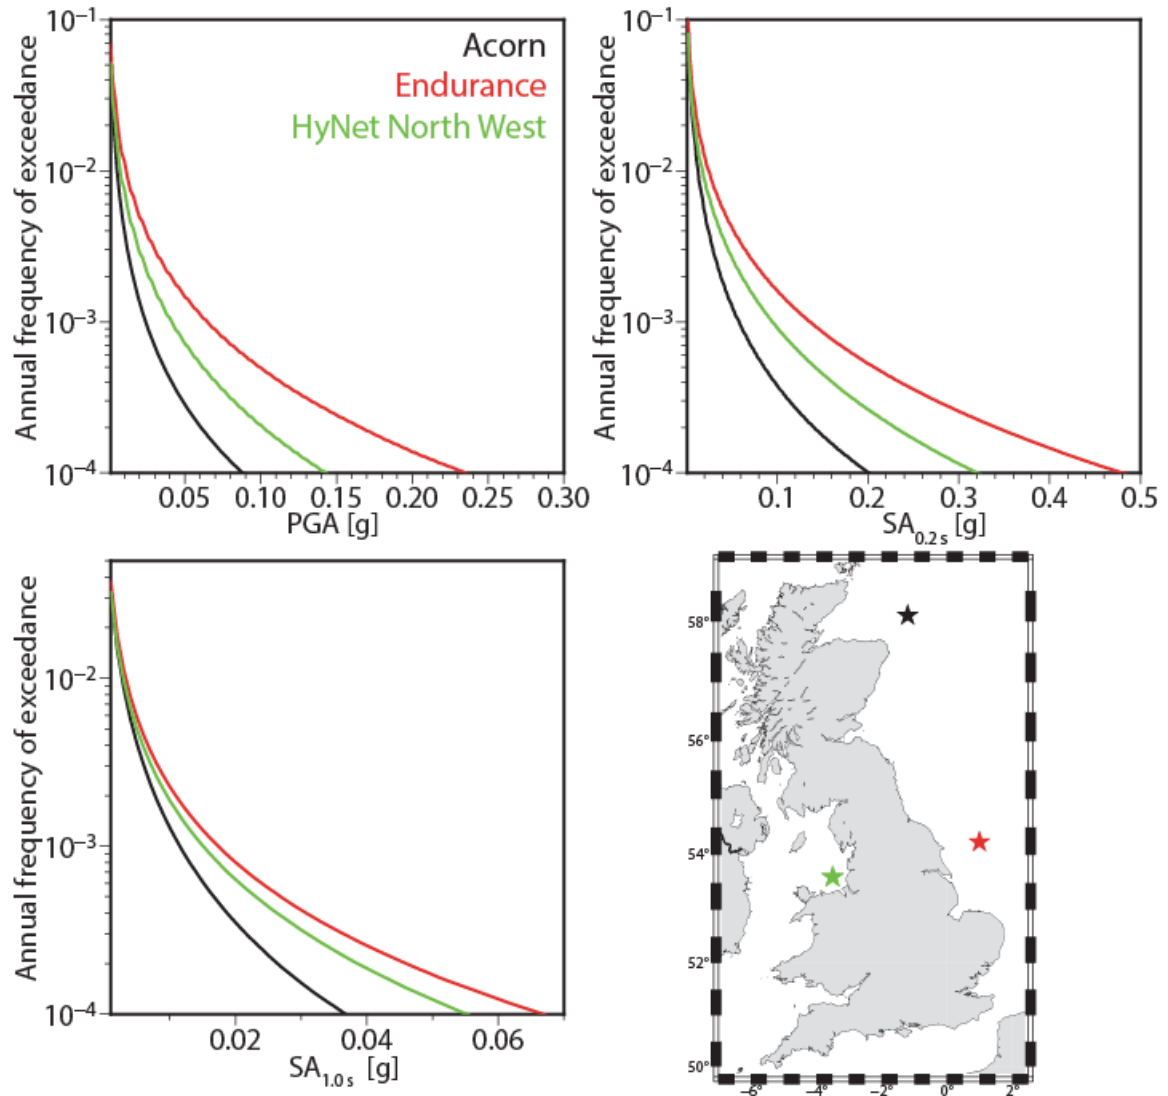 Annual frequency of exceedance
10⁻¹
10⁻²
10⁻³
10⁻⁴
Acorn
Endurance
HyNet North West
0.05 0.10 0.15 0.20 0.25 0.30
PGA [g]
Annual frequency of exceedance
10⁻¹
10⁻²
10⁻³
10⁻⁴
0.1 0.2 0.3 0.4 0.5
SA0.2 s [g]
Annual frequency of exceedance
10⁻²
10⁻³
10⁻⁴
0.02 0.04 0.06
SA1.0 s [g]
58°
56°
54°
52°
50°
−6° −4° −2° 0° 2°